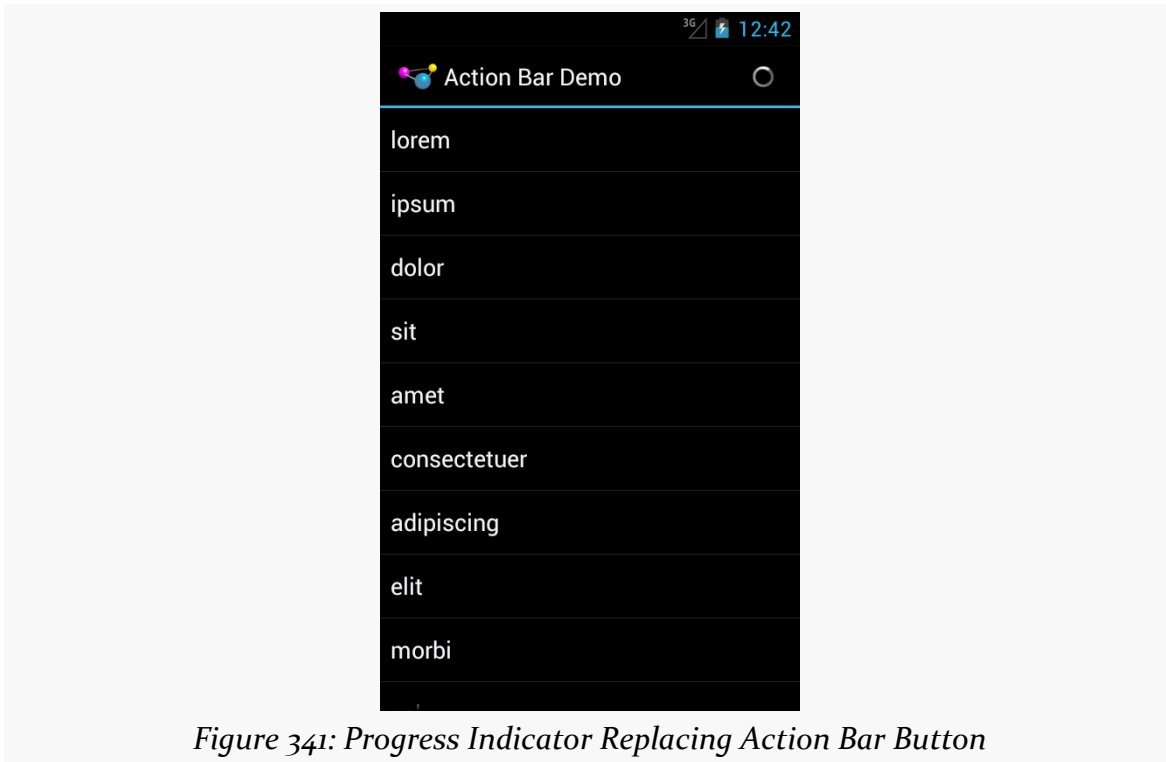 3G 12:42
Action Bar Demo
lorem
ipsum
dolor
sit
amet
consectetuer
adipiscing
elit
morbi
Figure 341: Progress Indicator Replacing Action Bar Button